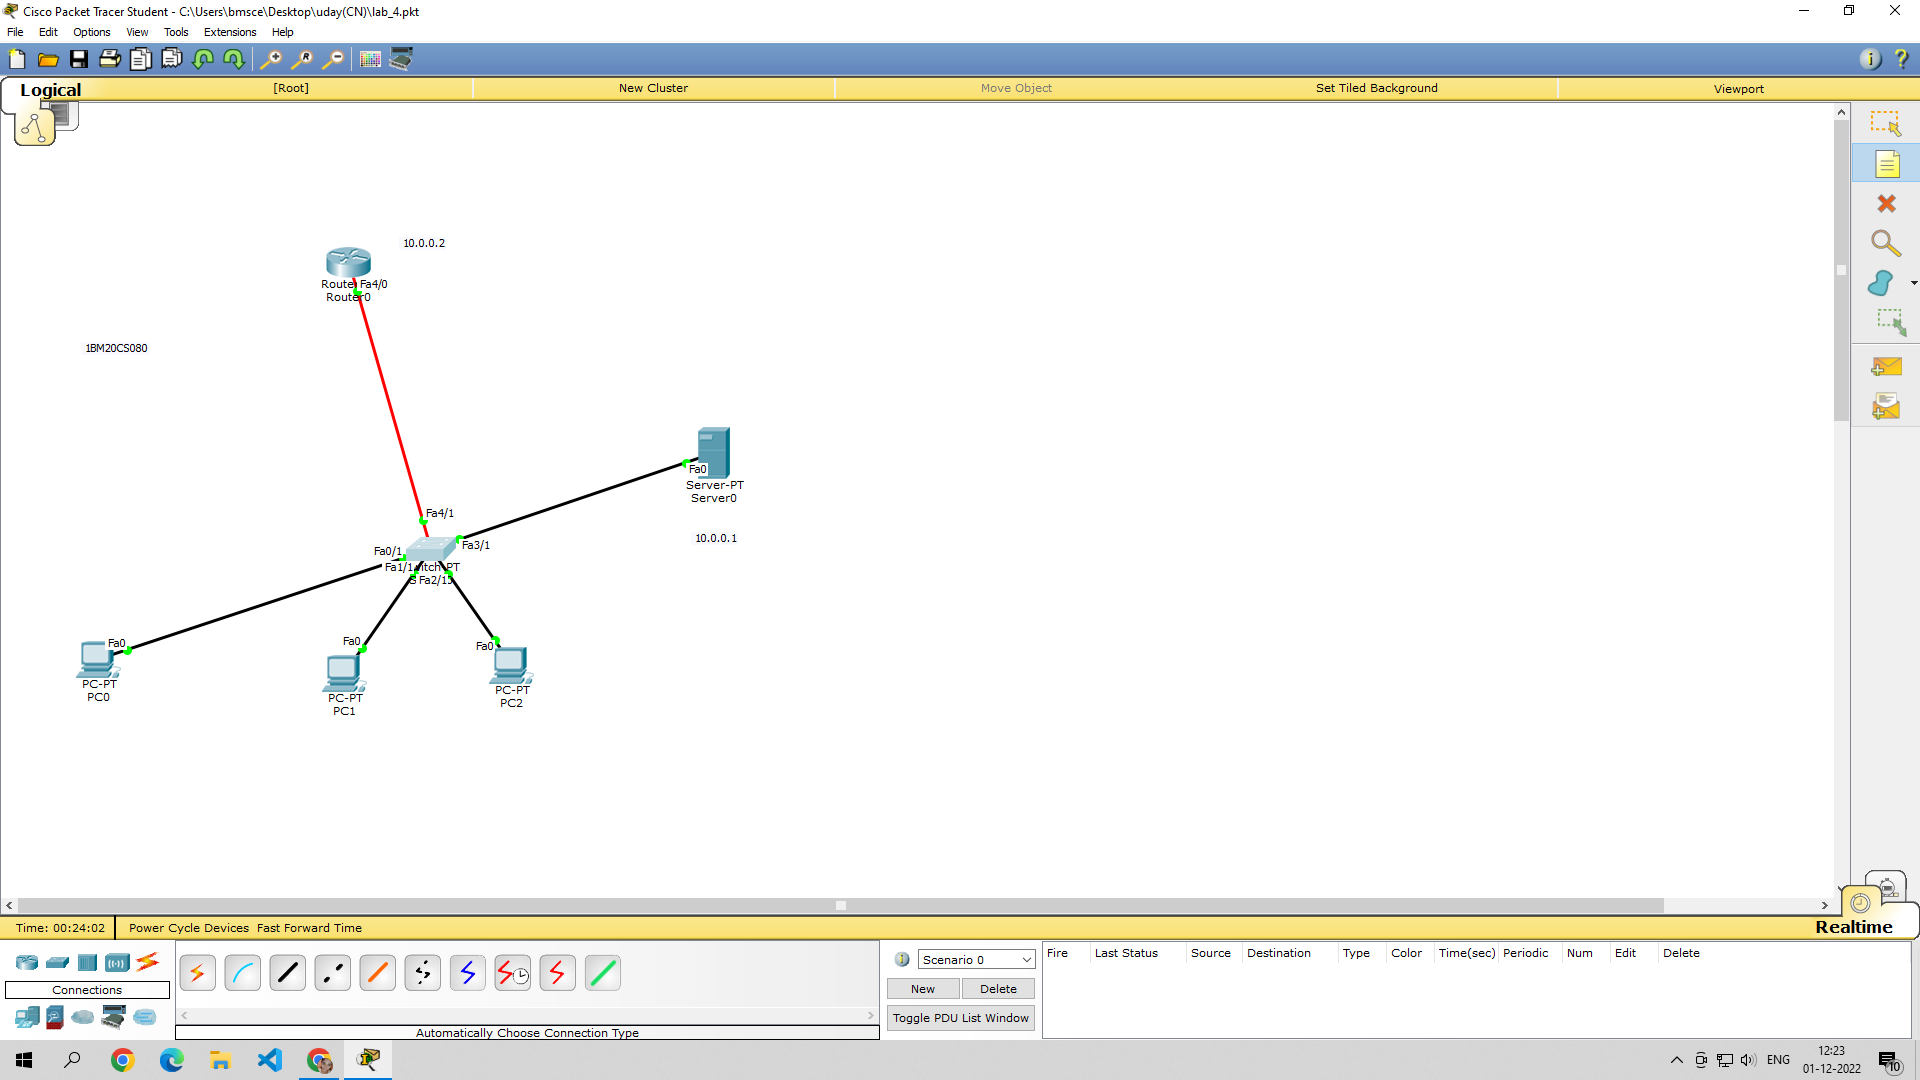 Cisco Packet Tracer Student - C:\Users\bmsce\Desktop\uday(CN)\lab_4.pkt
File Edit Options View Tools Extensions Help
Logical [Root] New Cluster Move Object Set Tiled Background Viewport
10.0.0.2
Fa4/0
Router0
1BM20CS080
Fa0
Server-PT
Server0
Fa4/1
10.0.0.1
Fa3/1
Fa0/1
Fa1/1
Fa2/1
Fa0
PC-PT
PC0
Fa0
PC-PT
PC1
Fa0
PC-PT
PC2
Time: 00:24:02 Power Cycle Devices Fast Forward Time
Realtime
Connections
Automatically Choose Connection Type
Scenario 0
New Delete
Toggle PDU List Window
Fire Last Status Source Destination Type Color Time(sec) Periodic Num Edit Delete
ENG
12:23
01-12-2022
10